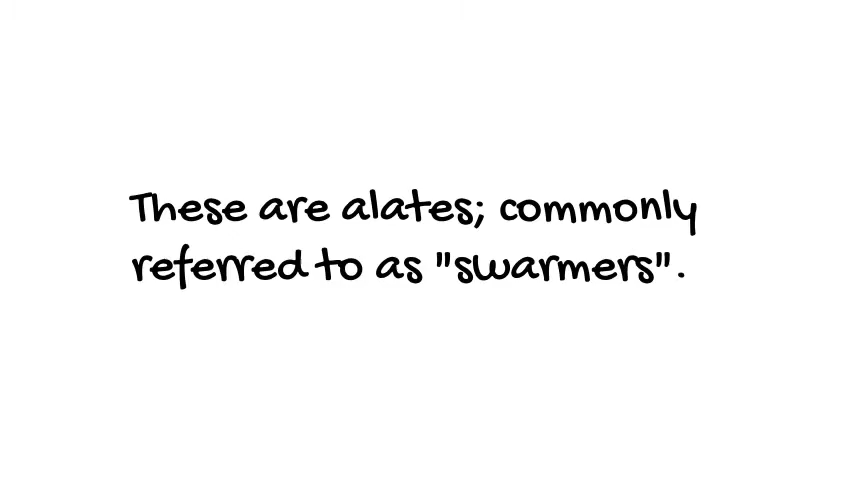 These are alates; commonly
referred to as "swarmers".